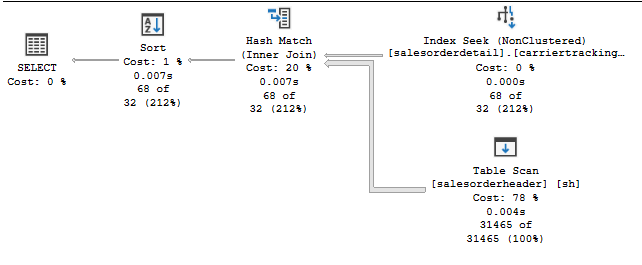 SELECT
Cost: 0 %
Sort
Cost: 1 %
0.007s
68 of
32 (212%)
Hash Match
(Inner Join)
Cost: 20 %
0.007s
68 of
32 (212%)
Index Seek (NonClustered)
[salesorderdetail].[carriertracking…
Cost: 0 %
0.000s
68 of
32 (212%)
Table Scan
[salesorderheader] [sh]
Cost: 78 %
0.004s
31465 of
31465 (100%)